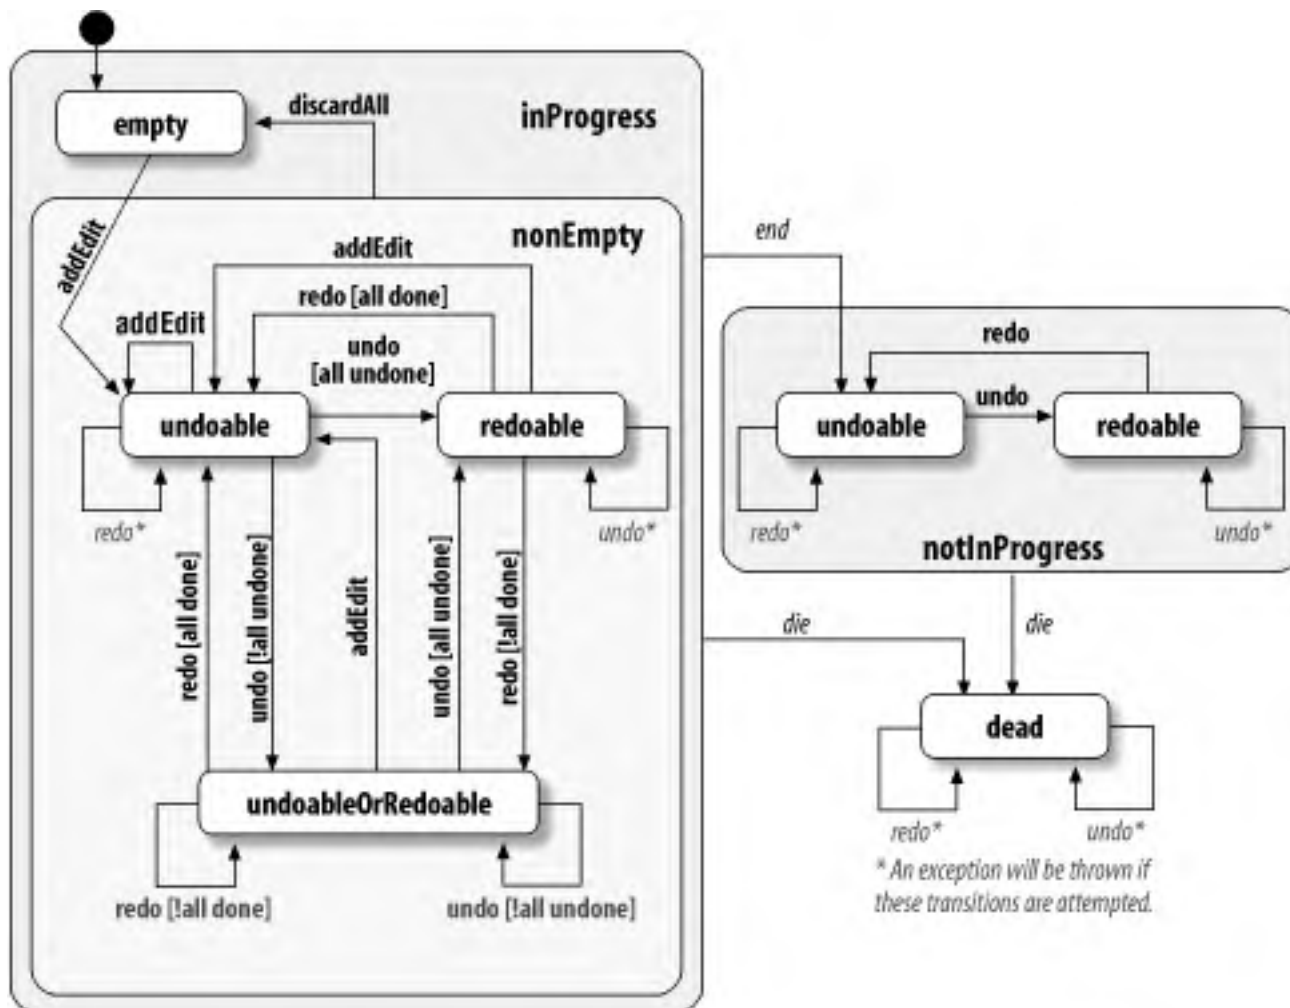 discardAll
inProgress
empty
addEdit
nonEmpty
end
addEdit
redo [all done]
addEdit
undo
[all undone]
redo
undoable
redoable
undo
undoable
redoable
redo*
undo*
redo*
undo*
notInProgress
redo [all done]
undo [!all undone]
addEdit
undo [all undone]
redo [!all done]
die
die
dead
undoableOrRedoable
redo*
undo*
* An exception will be thrown if
these transitions are attempted.
redo [!all done]
undo [!all undone]